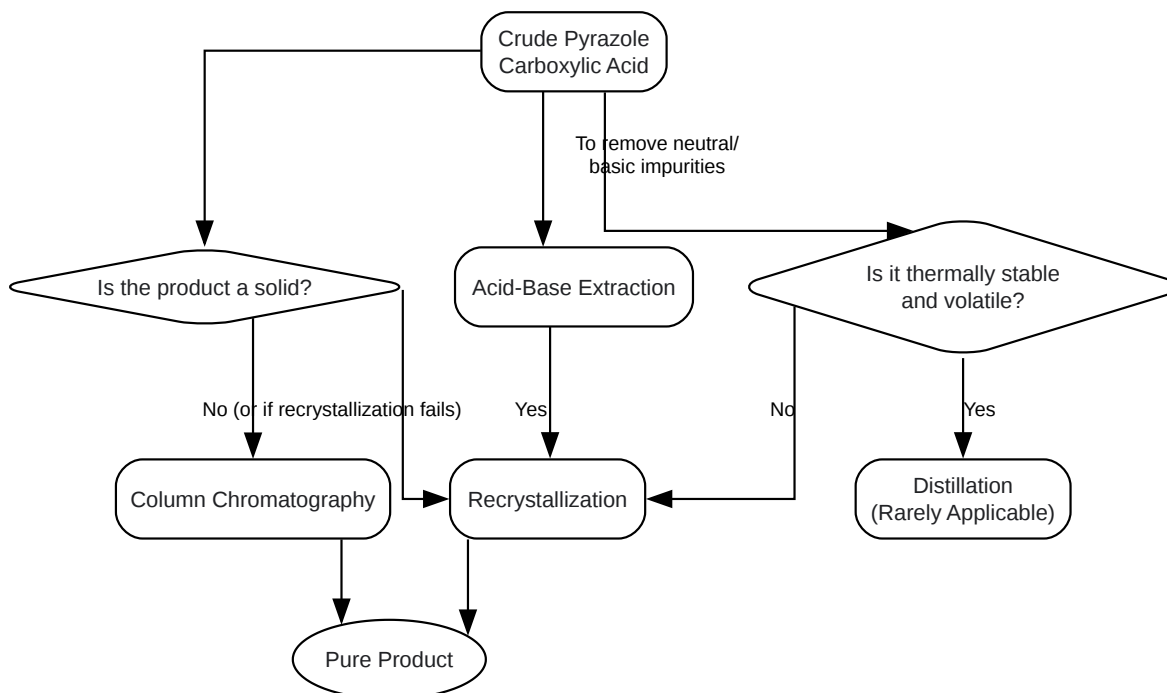 Crude Pyrazole
Carboxylic Acid
To remove neutral/
basic impurities
Is the product a solid?
Acid-Base Extraction
Is it thermally stable
and volatile?
No (or if recrystallization fails)
Yes
No
Yes
Column Chromatography
Recrystallization
Distillation
(Rarely Applicable)
Pure Product